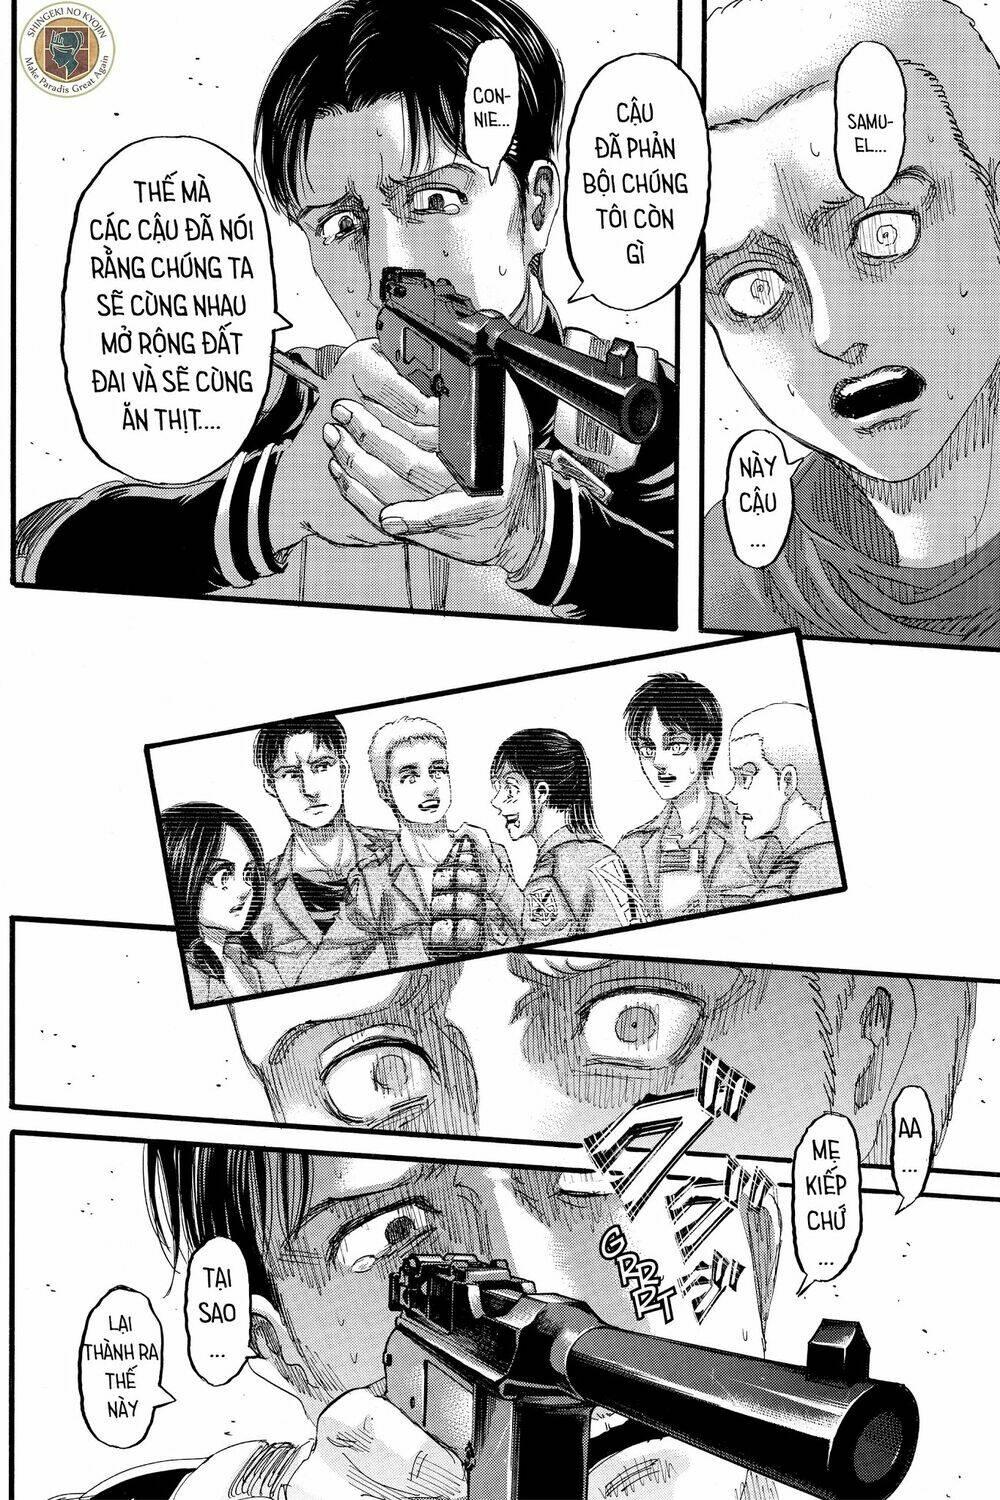 SHINGEKI NO KYOJIN
Make Paradis Great Again
SAMU-
EL...
NÀY
CẬU
...
CON-
NIE...
CẬU
ĐÃ PHẢN
BỘI CHÚNG
TÔI CÒN
GÌ
THẾ MÀ
CÁC CẬU ĐÃ NÓI
RẰNG CHÚNG TA
SẼ CÙNG NHAU
MỞ RỘNG ĐẤT
ĐAI VÀ SẼ CÙNG
ĂN THỊT....
AA
...
MẸ
KIẾP
CHỨ
...
GRR
RT
TẠI
SAO
...
LẠI
THÀNH RA
THẾ
NÀY